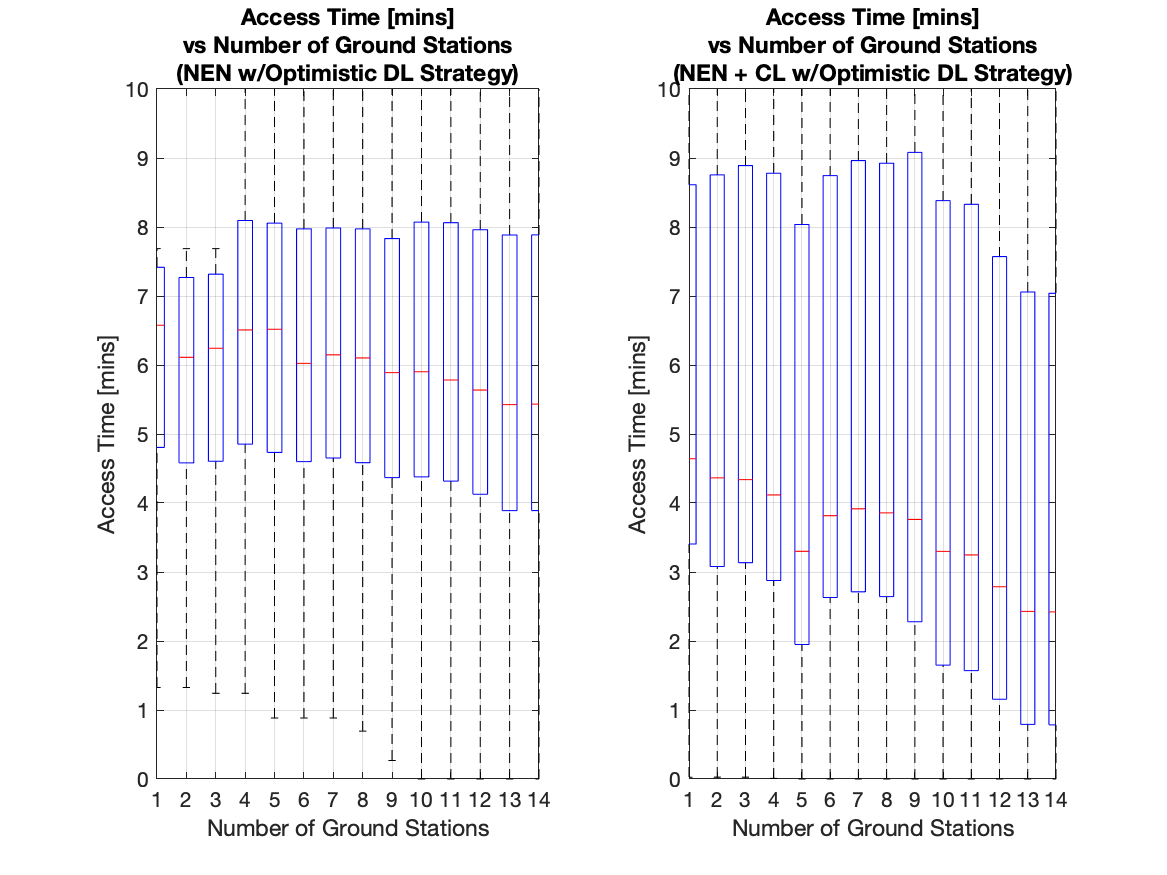 Access Time [mins]
vs Number of Ground Stations
(NEN w/Optimistic DL Strategy)
10
9
8
7
6
5
4
3
2
1
0
Access Time [mins]
1 2 3 4 5 6 7 8 9 10 11 12 13 14
Number of Ground Stations
Access Time [mins]
vs Number of Ground Stations
(NEN + CL w/Optimistic DL Strategy)
10
9
8
7
6
5
4
3
2
1
0
Access Time [mins]
1 2 3 4 5 6 7 8 9 10 11 12 13 14
Number of Ground Stations